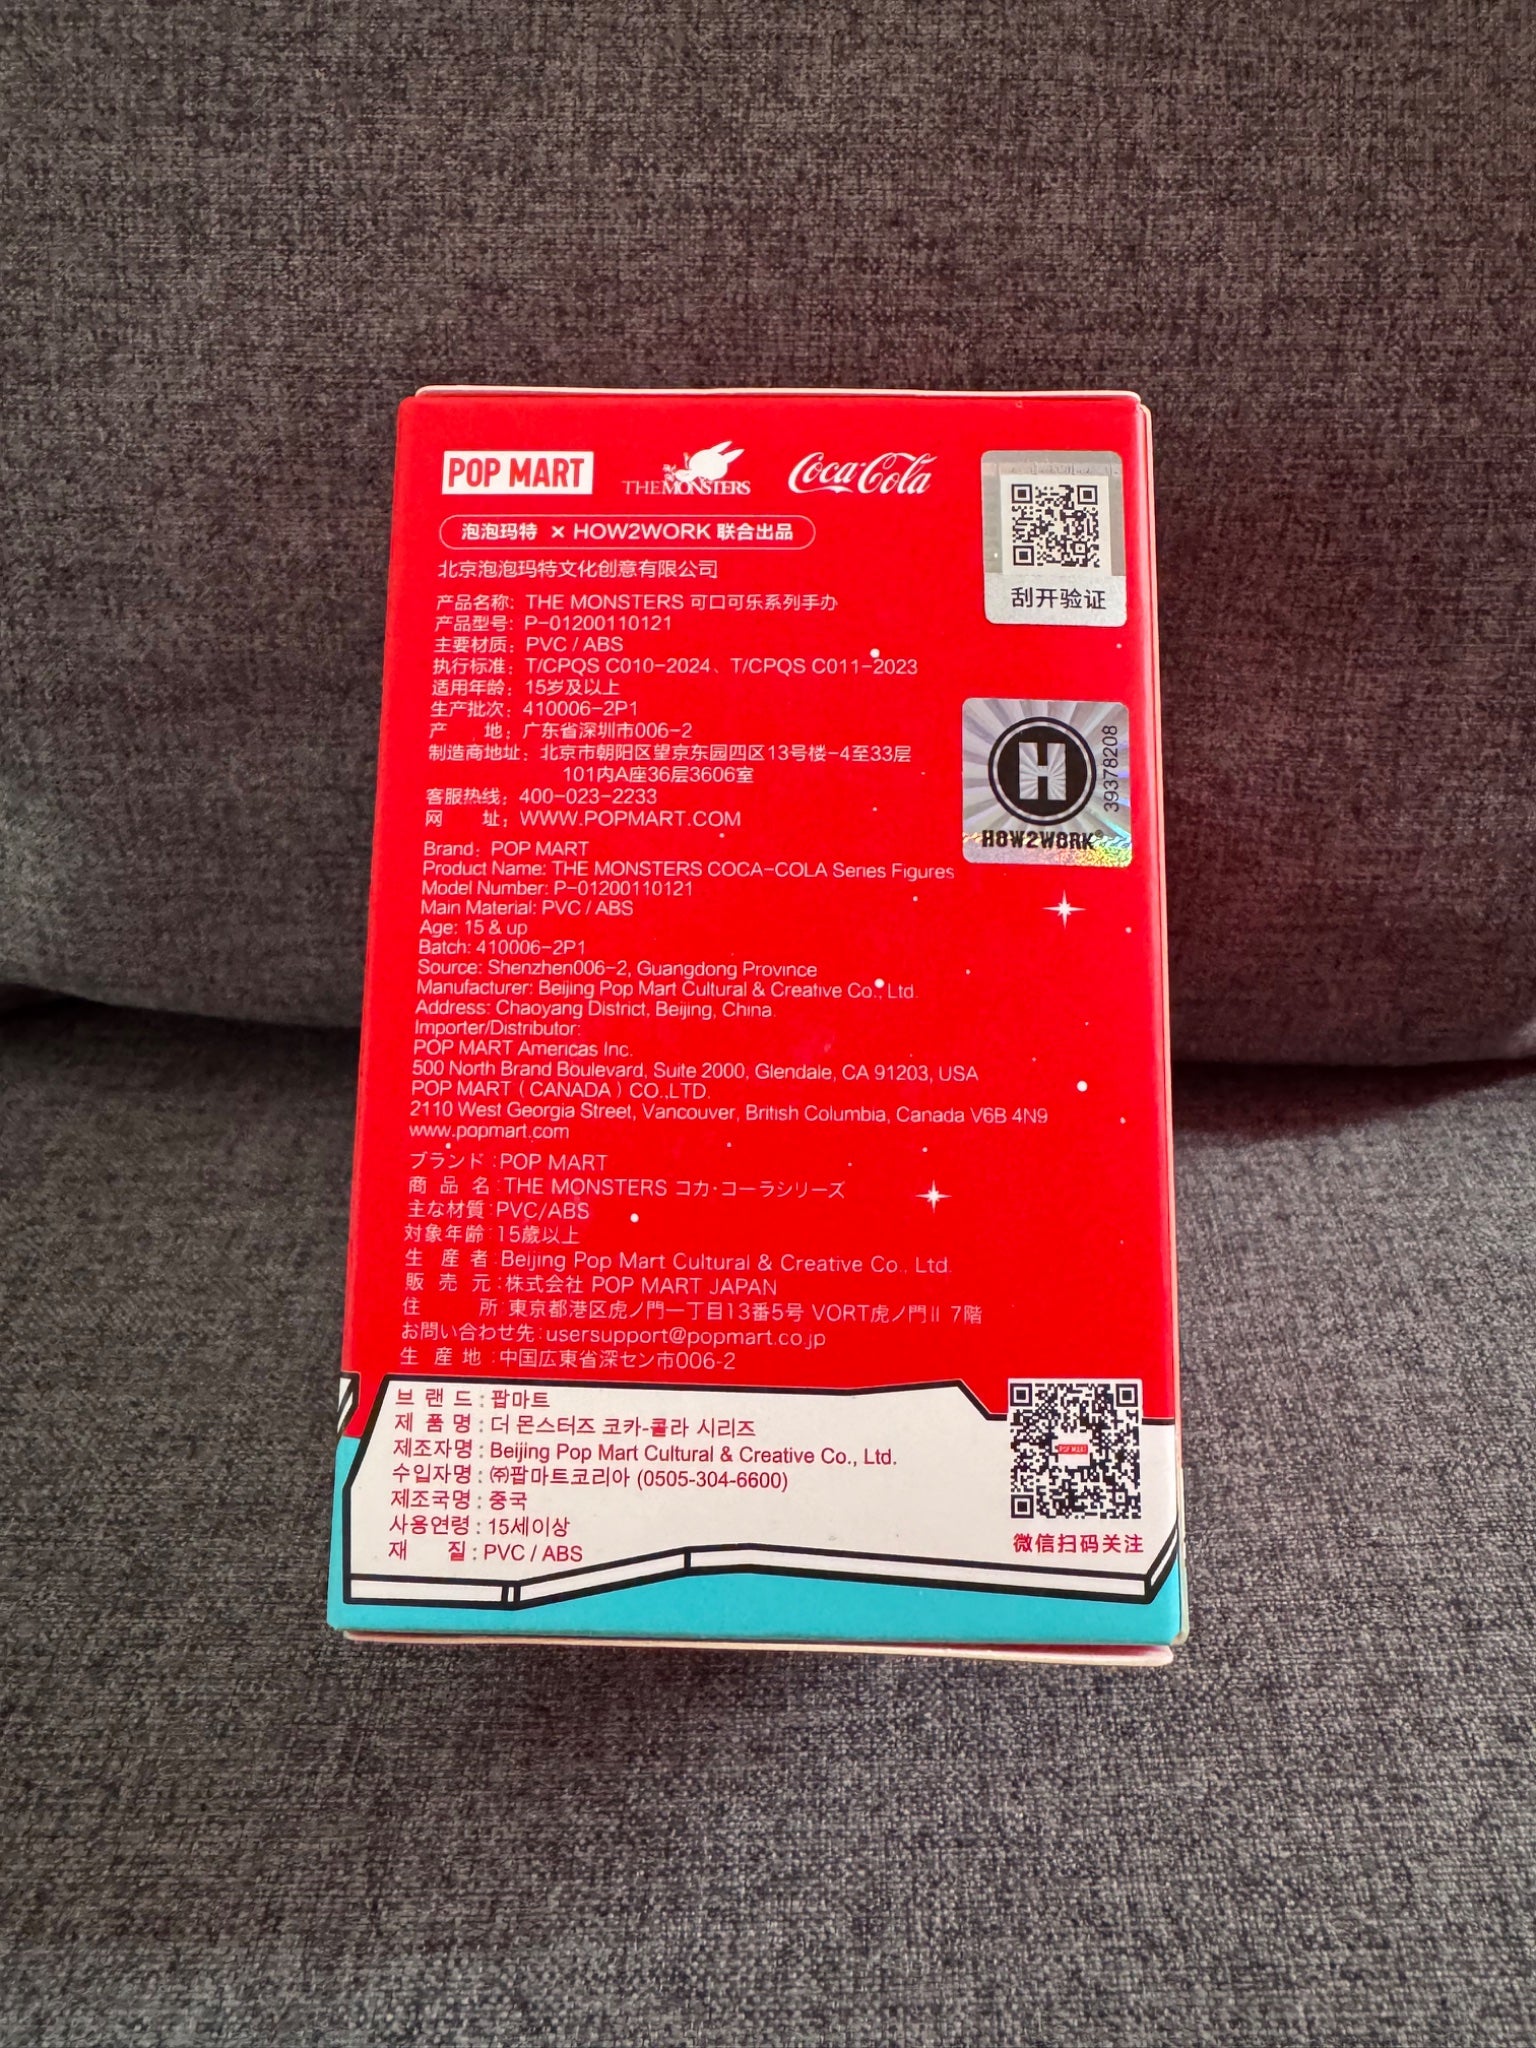 POP MART
THE MONSTERS
Coca-Cola
泡泡玛特 × HOW2WORK 联合出品
北京泡泡玛特文化创意有限公司
产品名称: THE MONSTERS 可口可乐系列手办
产品型号: P-01200110121
主要材质: PVC / ABS
执行标准: T/CPQS C010-2024、T/CPQS C011-2023
适用年龄: 15岁及以上
生产批次: 410006-2P1
产 地: 广东省深圳市006-2
制造商地址: 北京市朝阳区望京东园四区13号楼-4至33层
101内A座36层3606室
客服热线: 400-023-2233
网 址: WWW.POPMART.COM
刮开验证
H
39378208
HOW2WORK®
Brand: POP MART
Product Name: THE MONSTERS COCA-COLA Series Figures
Model Number: P-01200110121
Main Material: PVC / ABS
Age: 15 & up
Batch: 410006-2P1
Source: Shenzhen006-2, Guangdong Province
Manufacturer: Beijing Pop Mart Cultural & Creative Co., Ltd.
Address: Chaoyang District, Beijing, China.
Importer/Distributor:
POP MART Americas Inc.
500 North Brand Boulevard, Suite 2000, Glendale, CA 91203, USA
POP MART (CANADA) CO.,LTD.
2110 West Georgia Street, Vancouver, British Columbia, Canada V6B 4N9
www.popmart.com
ブランド:POP MART
商 品 名:THE MONSTERS コカ・コーラシリーズ
主な材質:PVC/ABS
対象年齢:15歳以上
生 産 者:Beijing Pop Mart Cultural & Creative Co., Ltd.
販 売 元:株式会社 POP MART JAPAN
住 所:東京都港区虎ノ門一丁目13番5号 VORT虎ノ門Ⅱ 7階
お問い合わせ先:usersupport@popmart.co.jp
生 産 地:中国広東省深セン市006-2
브 랜 드 : 팝마트
제 품 명 : 더 몬스터즈 코카-콜라 시리즈
제조자명 : Beijing Pop Mart Cultural & Creative Co., Ltd.
수입자명 : ㈜팝마트코리아 (0505-304-6600)
제조국명 : 중국
사용연령 : 15세이상
재 질 : PVC / ABS
POP MART
微信扫码关注